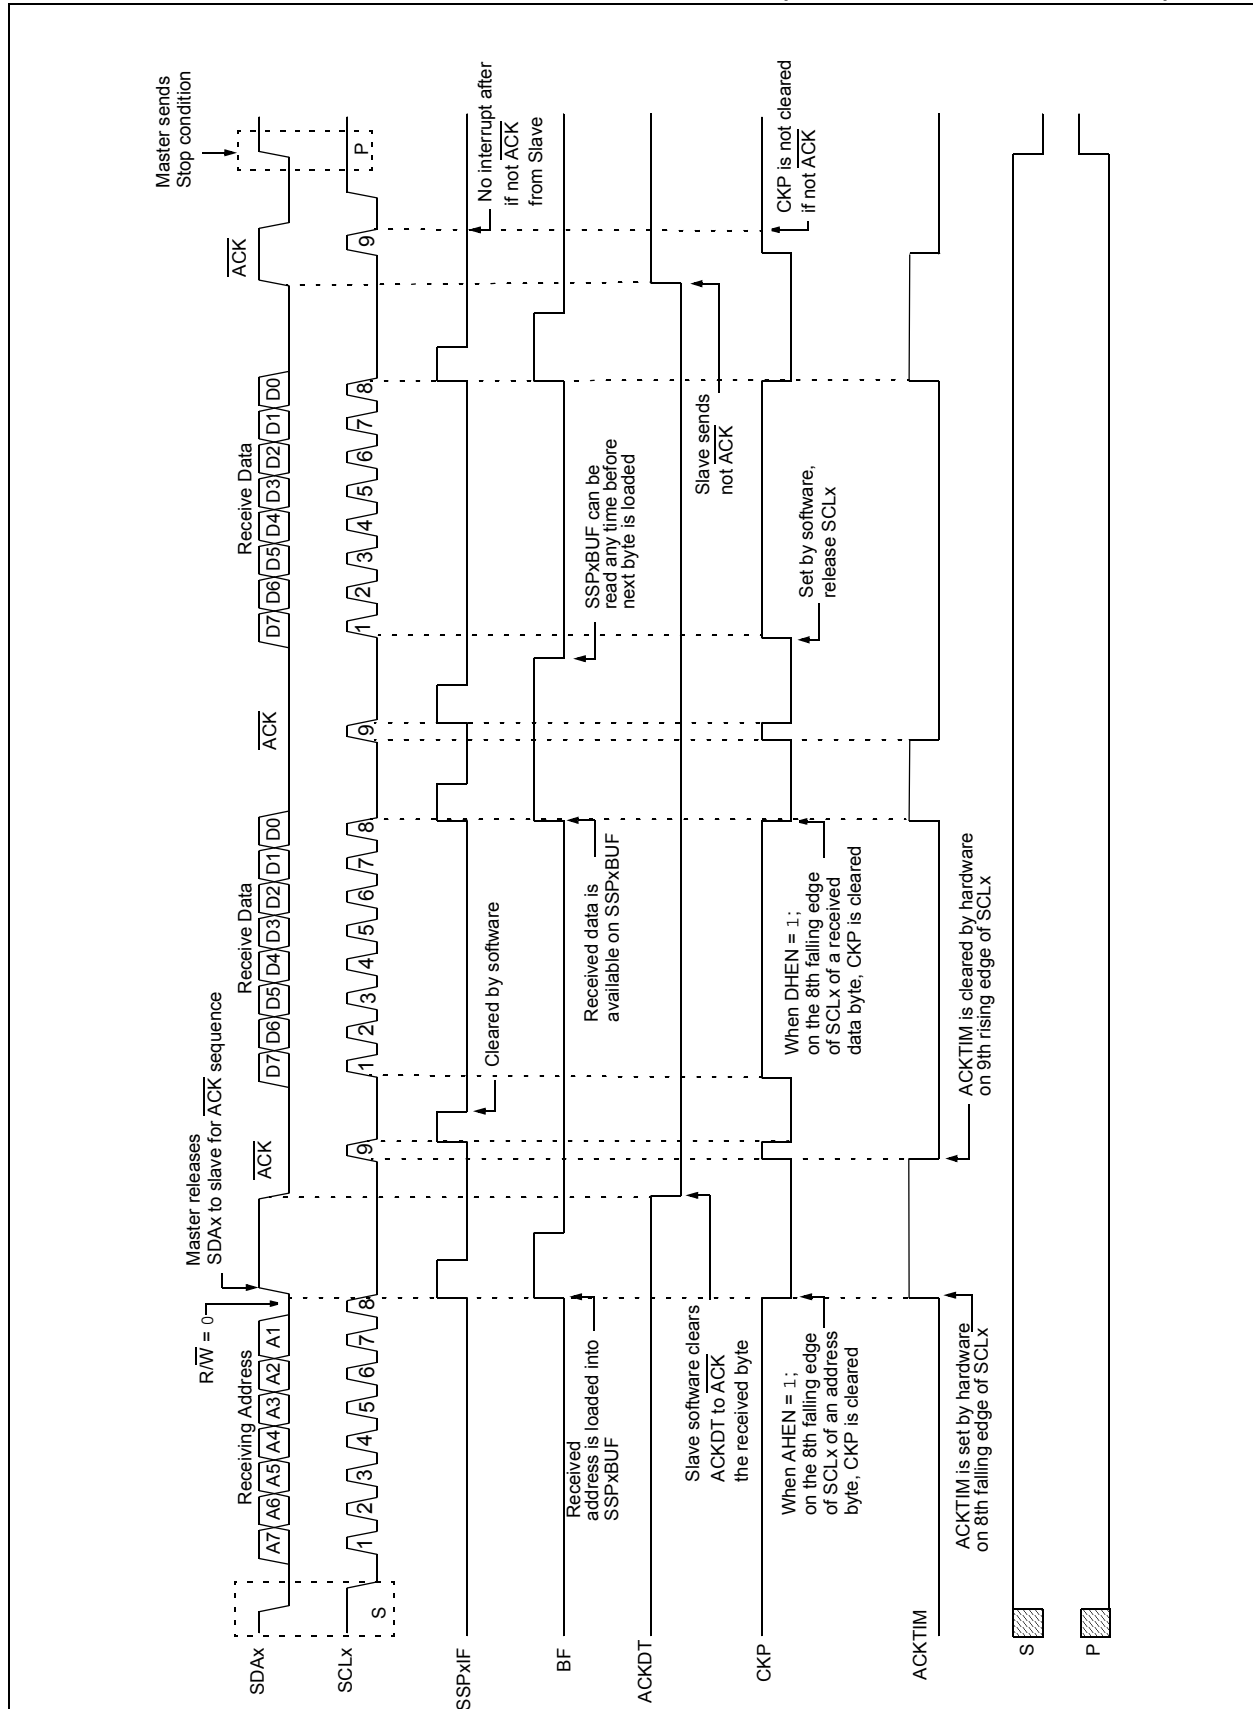 Master sends
Stop condition
Master releases
SDAx to slave for ACK sequence
R/W = 0
Receiving Address
ACK
Receive Data
ACK
Receive Data
ACK
SDAx
A7 A6 A5 A4 A3 A2 A1
D7 D6 D5 D4 D3 D2 D1 D0
D7 D6 D5 D4 D3 D2 D1 D0
SCLx
S
1 2 3 4 5 6 7 8 9
1 2 3 4 5 6 7 8 9
1 2 3 4 5 6 7 8 9
P
SSPxIF
Cleared by software
No interrupt after
if not ACK
from Slave
BF
Received
address is loaded into
SSPxBUF
Received data is
available on SSPxBUF
SSPxBUF can be
read any time before
next byte is loaded
ACKDT
Slave software clears
ACKDT to ACK
the received byte
Slave sends
not ACK
CKP
When AHEN = 1;
on the 8th falling edge
of SCLx of an address
byte, CKP is cleared
When DHEN = 1;
on the 8th falling edge
of SCLx of a received
data byte, CKP is cleared
Set by software,
release SCLx
CKP is not cleared
if not ACK
ACKTIM
ACKTIM is set by hardware
on 8th falling edge of SCLx
ACKTIM is cleared by hardware
on 9th rising edge of SCLx
S
P